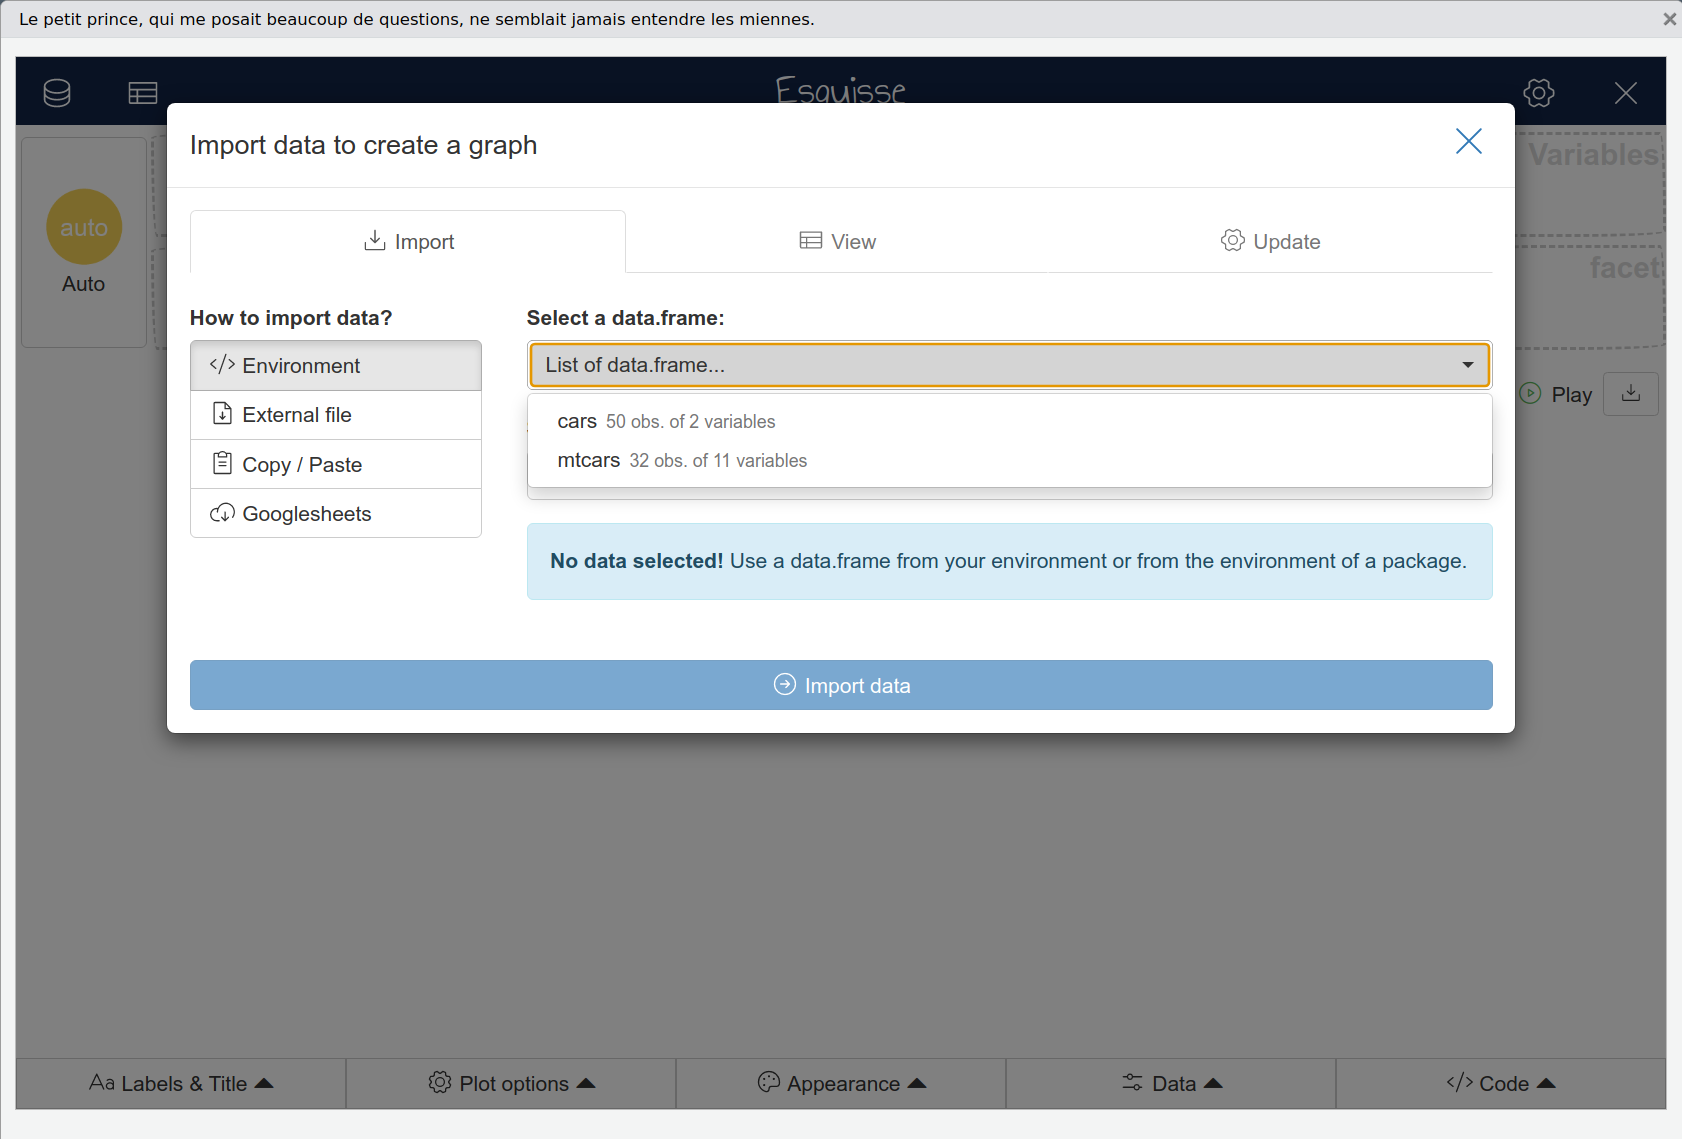 Le petit prince, qui me posait beaucoup de questions, ne semblait jamais entendre les miennes.
Esquisse
Import data to create a graph
Variables
auto
Auto
Import
View
Update
facet
How to import data?
Select a data.frame:
Environment
List of data.frame...
Play
External file
cars 50 obs. of 2 variables
Copy / Paste
mtcars 32 obs. of 11 variables
Googlesheets
No data selected! Use a data.frame from your environment or from the environment of a package.
Import data
Aa Labels & Title
Plot options
Appearance
Data
</> Code